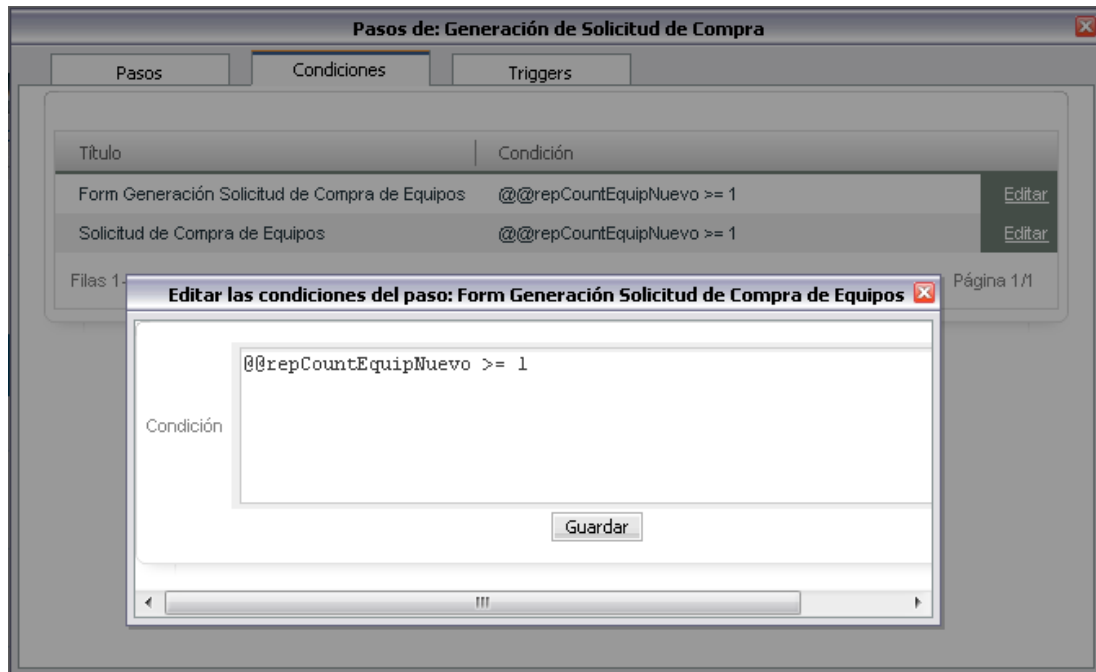 Pasos de: Generación de Solicitud de Compra
Pasos Condiciones Triggers
Título Condición
Form Generación Solicitud de Compra de Equipos @@repCountEquipNuevo >= 1 Editar
Solicitud de Compra de Equipos @@repCountEquipNuevo >= 1 Editar
Filas 1- Página 1/1
Editar las condiciones del paso: Form Generación Solicitud de Compra de Equipos
@@repCountEquipNuevo >= 1
Condición
Guardar